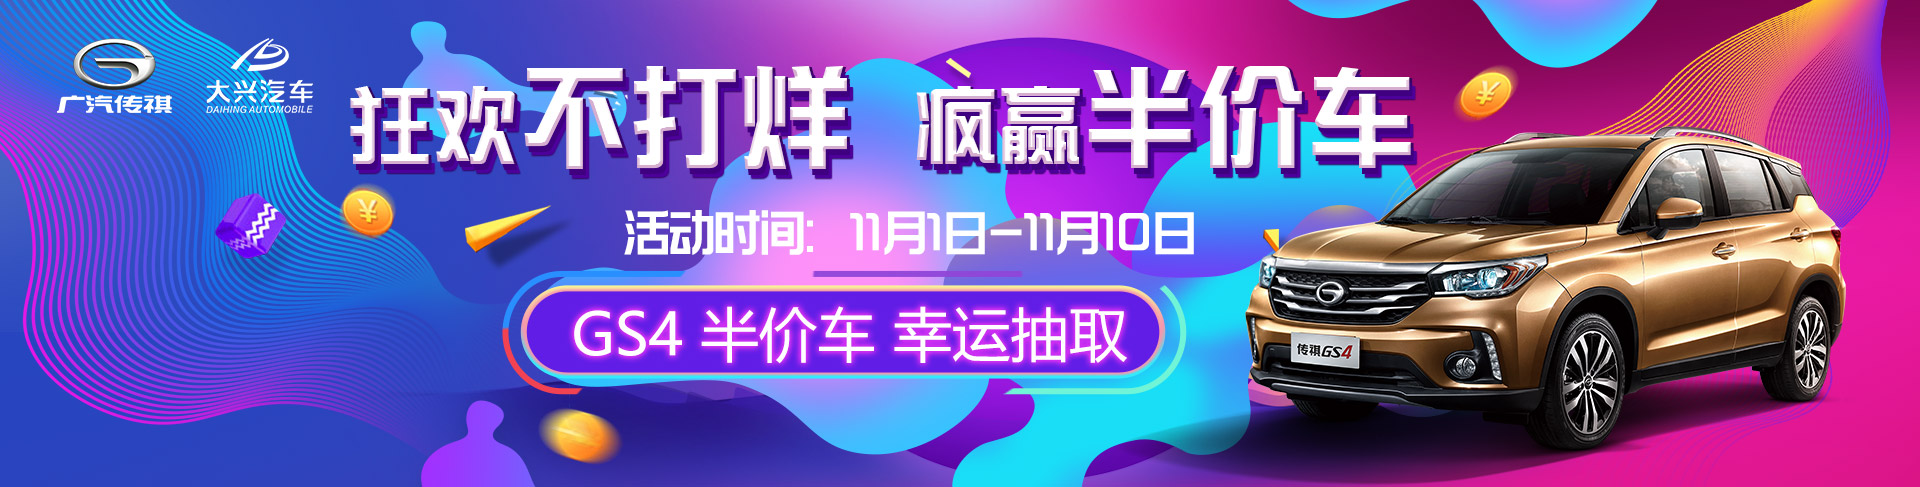 广汽传祺
大兴汽车
DAIHING AUTOMOBILE
狂欢不打烊 疯赢半价车
活动时间：11月1日-11月10日
GS4 半价车 幸运抽取
传祺GS4